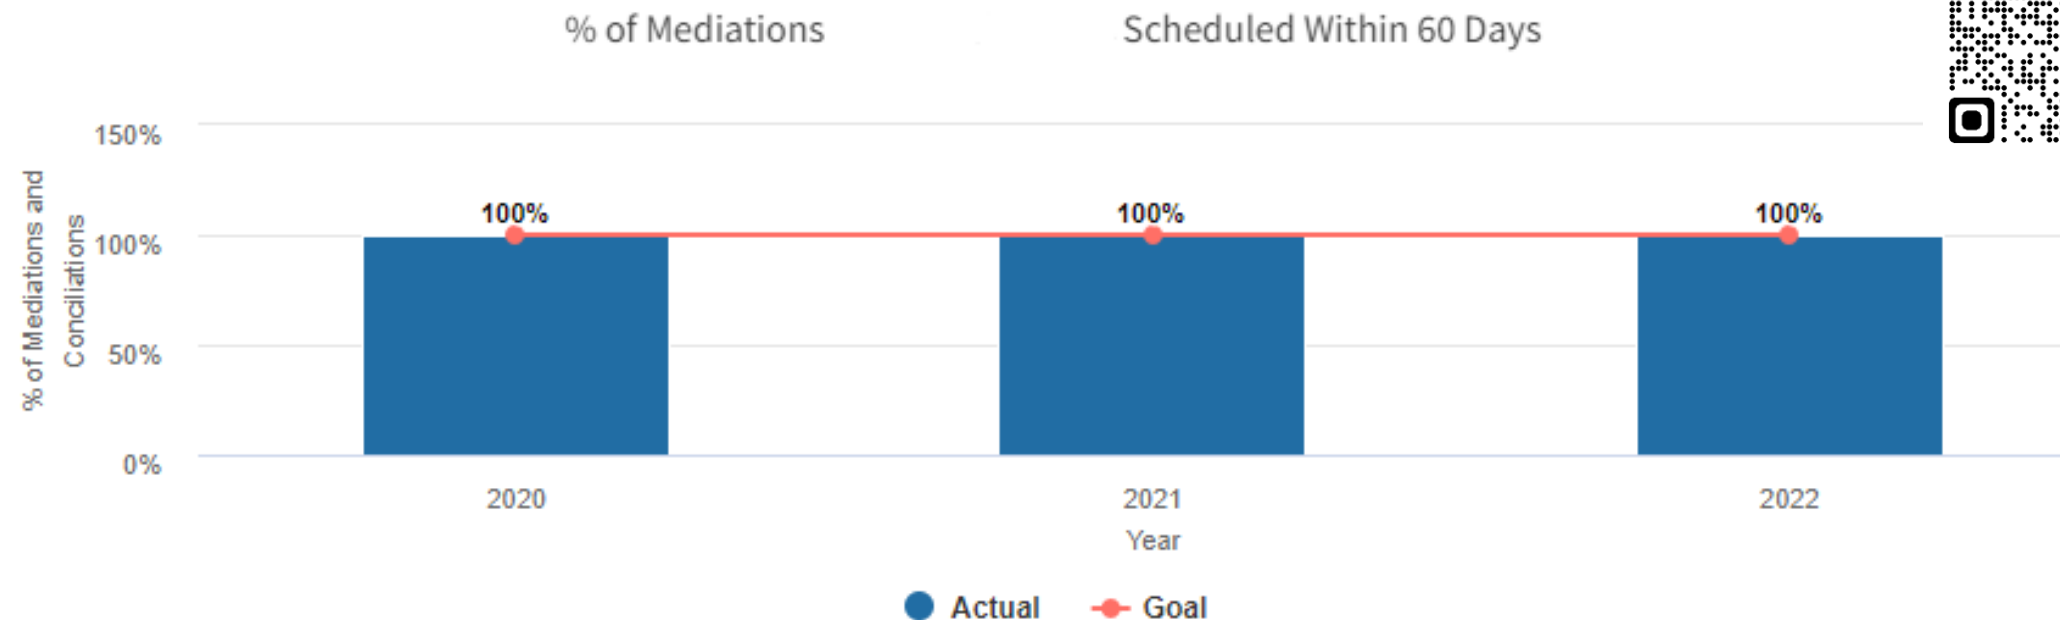 % of Mediations Scheduled Within 60 Days
150%
100%
50%
0%
% of Mediations and
Conciliations
100% 100% 100%
2020 2021 2022
Year
Actual Goal